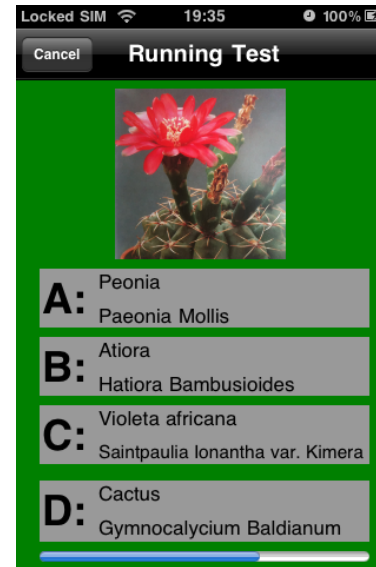 Locked SIM 19:35 100%
Cancel Running Test
A: Peonia
Paeonia Mollis
B: Atiora
Hatiora Bambusioides
C: Violeta africana
Saintpaulia Ionantha var. Kimera
D: Cactus
Gymnocalycium Baldianum